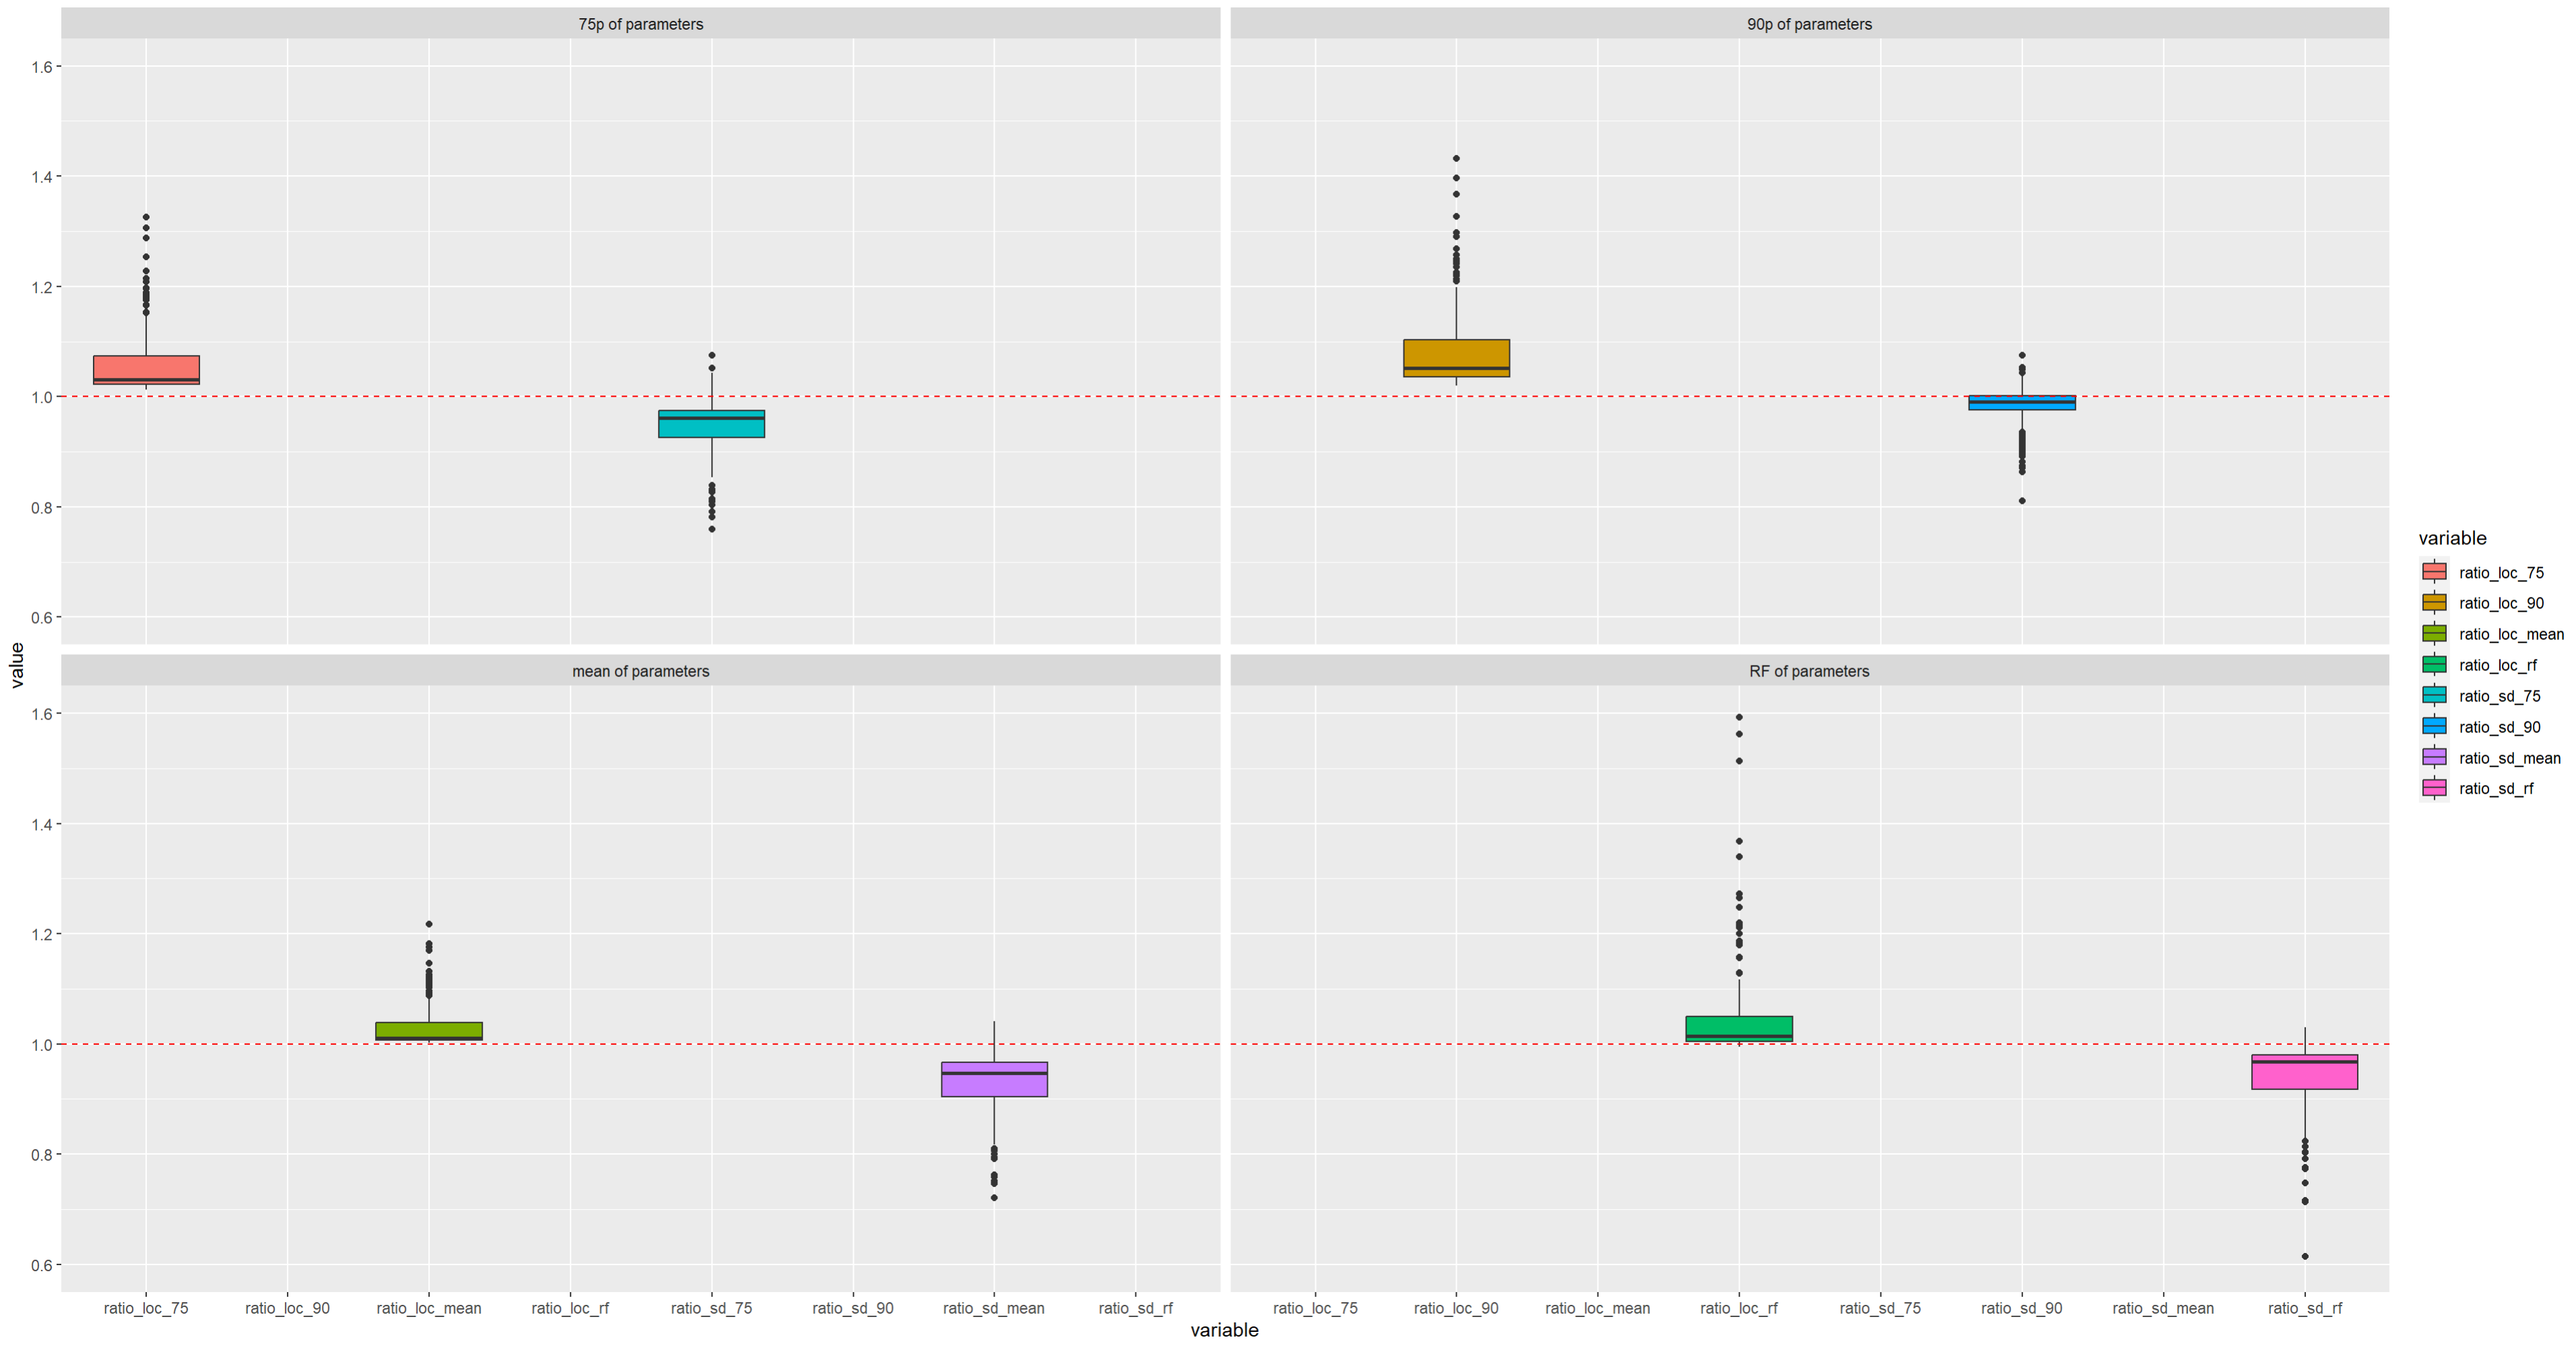 75p of parameters
90p of parameters
1.6
1.4
1.2
1.0
0.8
0.6
value
mean of parameters
RF of parameters
1.6
1.4
1.2
1.0
0.8
0.6
ratio_loc_75 ratio_loc_90 ratio_loc_mean ratio_loc_rf ratio_sd_75 ratio_sd_90 ratio_sd_mean ratio_sd_rf
ratio_loc_75 ratio_loc_90 ratio_loc_mean ratio_loc_rf ratio_sd_75 ratio_sd_90 ratio_sd_mean ratio_sd_rf
variable
variable
ratio_loc_75
ratio_loc_90
ratio_loc_mean
ratio_loc_rf
ratio_sd_75
ratio_sd_90
ratio_sd_mean
ratio_sd_rf